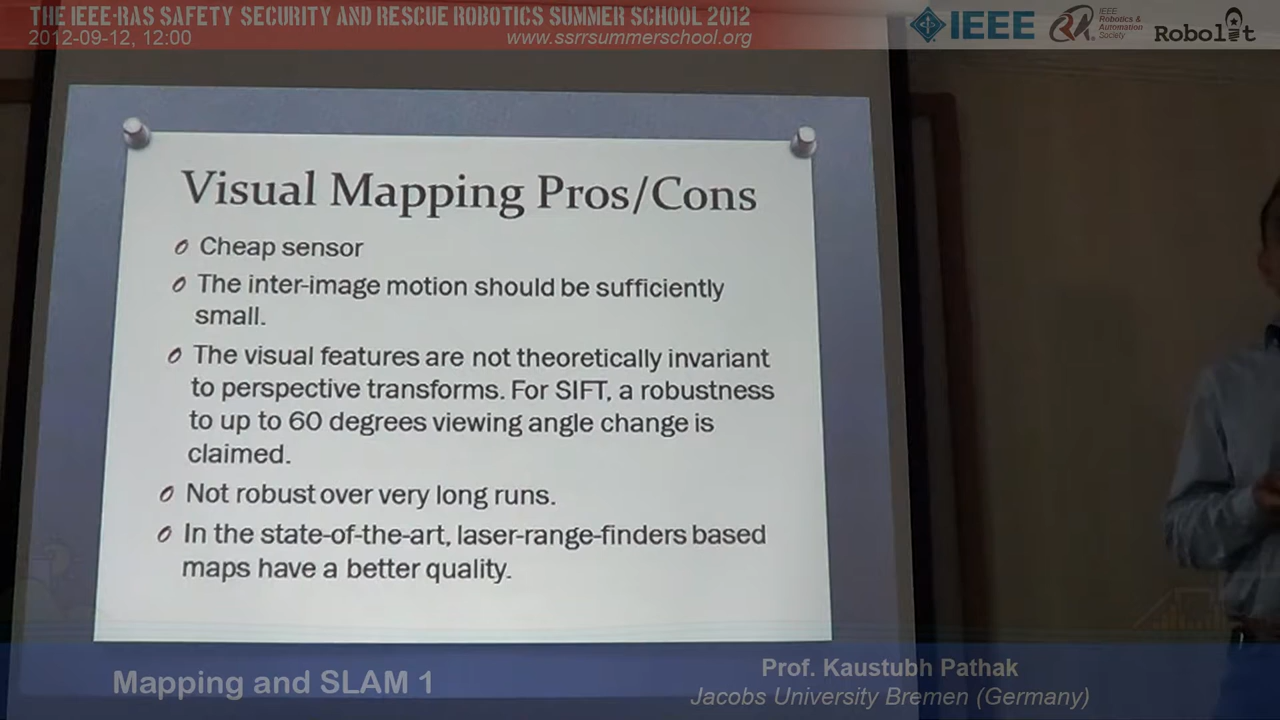 THE IEEE-RAS SAFETY SECURITY AND RESCUE ROBOTICS SUMMER SCHOOL 2012
2012-09-12, 12:00
www.ssrrsummerschool.org
IEEE
IEEE
Robotics &
Automation
Society
Robolit
Visual Mapping Pros/Cons
Cheap sensor
The inter-image motion should be sufficiently
small.
The visual features are not theoretically invariant
to perspective transforms. For SIFT, a robustness
to up to 60 degrees viewing angle change is
claimed.
Not robust over very long runs.
In the state-of-the-art, laser-range-finders based
maps have a better quality.
Mapping and SLAM 1
Prof. Kaustubh Pathak
Jacobs University Bremen (Germany)